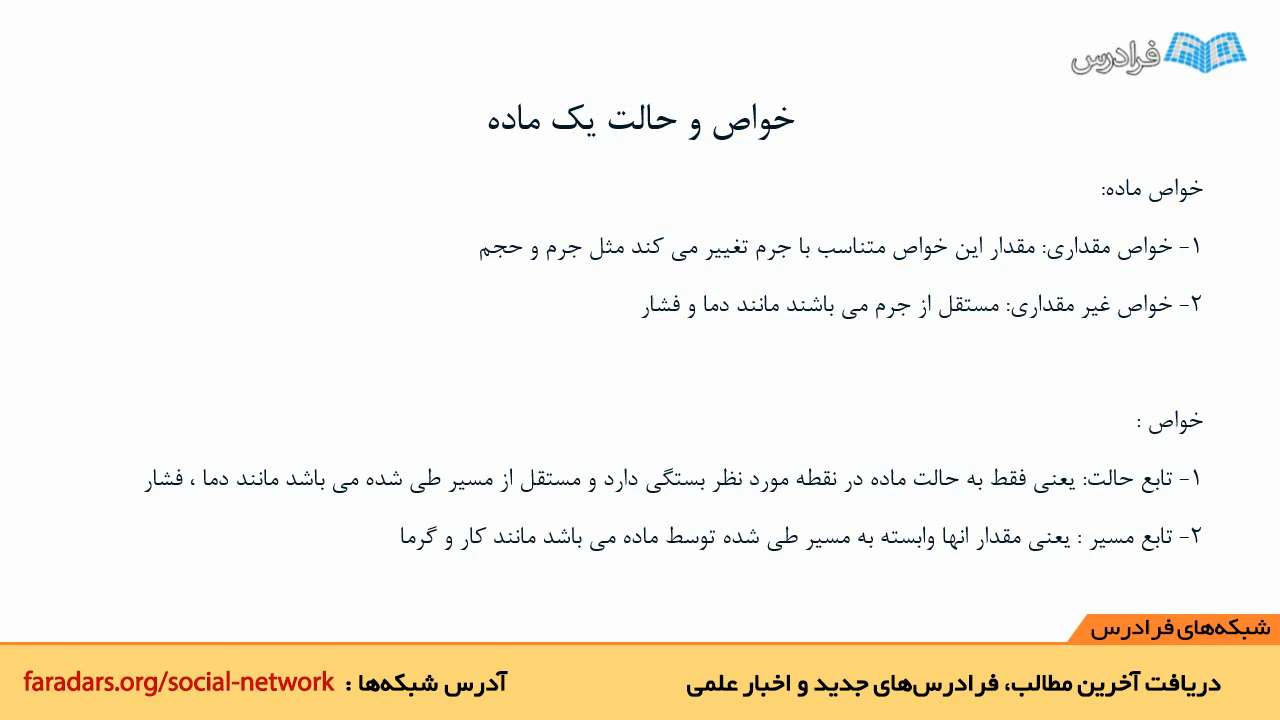 فرادرس
خواص و حالت یک ماده
خواص ماده:
۱- خواص مقداری: مقدار این خواص متناسب با جرم تغییر می کند مثل جرم و حجم
۲- خواص غیر مقداری: مستقل از جرم می باشند مانند دما و فشار
خواص :
۱- تابع حالت: یعنی فقط به حالت ماده در نقطه مورد نظر بستگی دارد و مستقل از مسیر طی شده می باشد مانند دما ، فشار
۲- تابع مسیر : یعنی مقدار انها وابسته به مسیر طی شده توسط ماده می باشد مانند کار و گرما
شبکه‌های فرادرس
دریافت آخرین مطالب، فرادرس‌های جدید و اخبار علمی آدرس شبکه‌ها : faradars.org/social-network